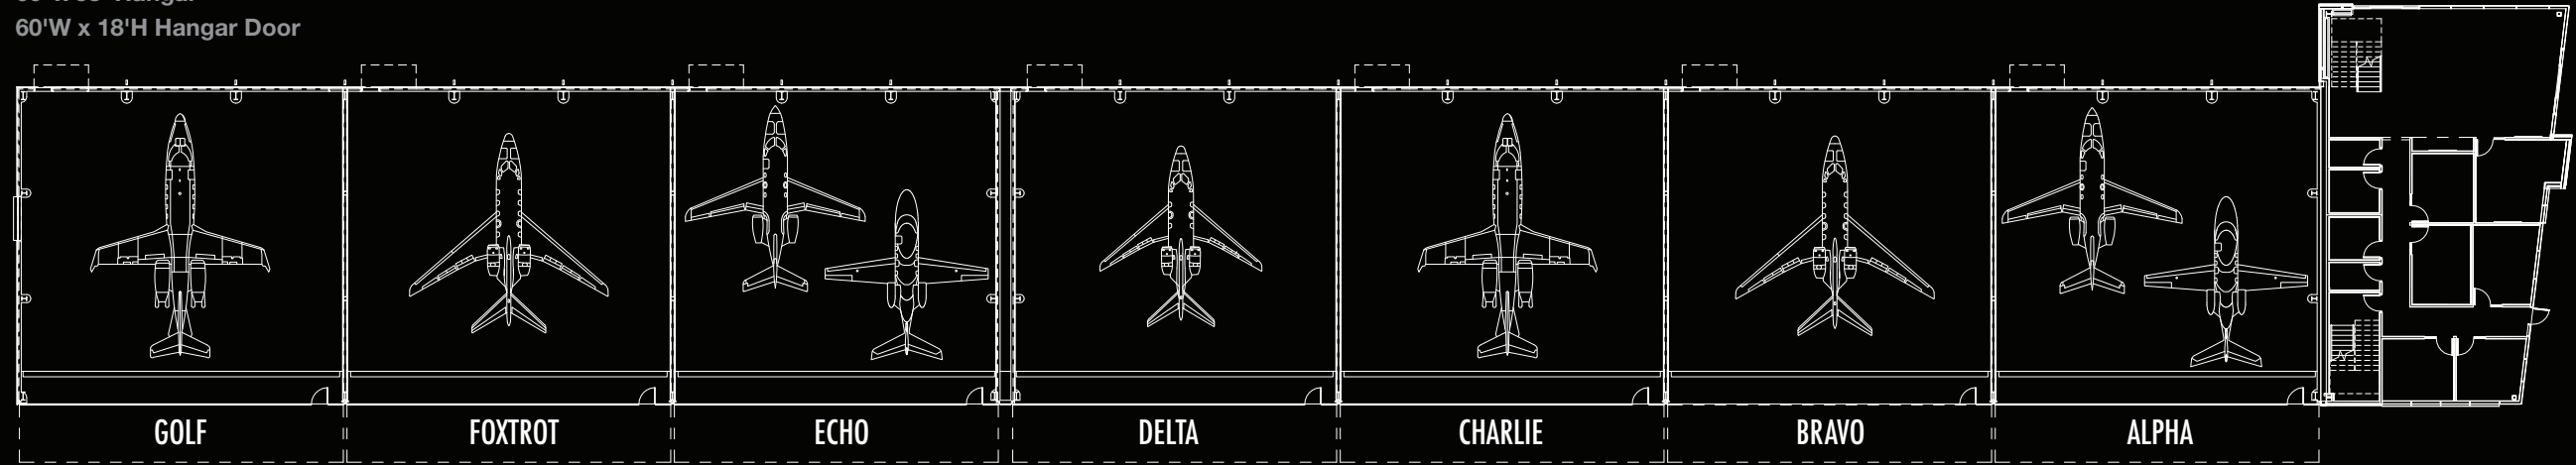 60'W x 18'H Hangar Door
GOLF
FOXTROT
ECHO
DELTA
CHARLIE
BRAVO
ALPHA